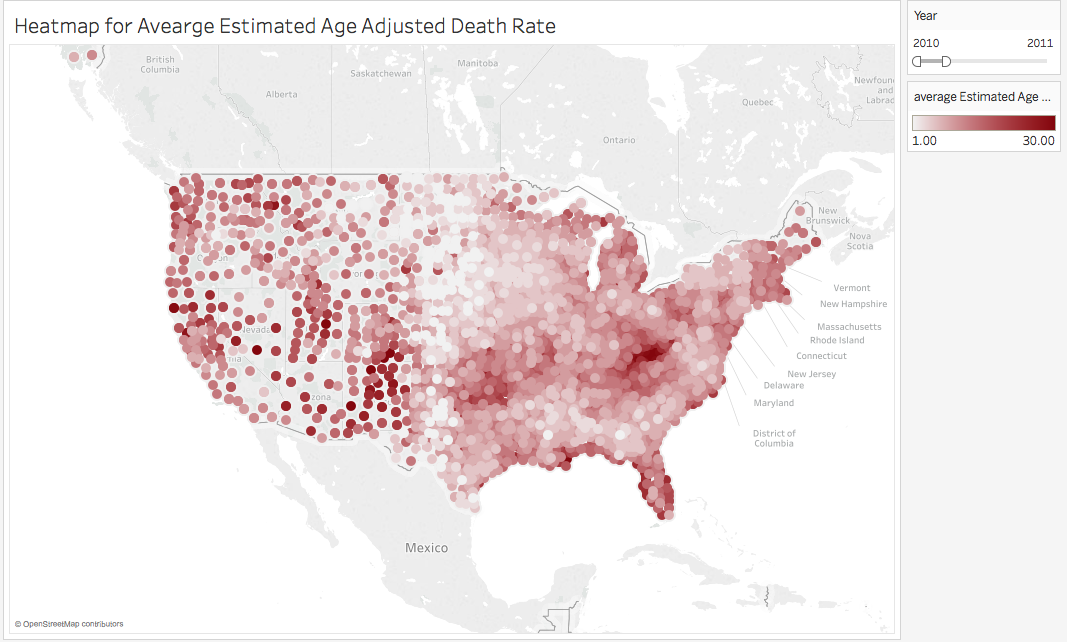 Heatmap for Avearge Estimated Age Adjusted Death Rate
Year
2010 2011
average Estimated Age ...
1.00 30.00
British
Columbia
Alberta
Saskatchewan
Manitoba
Ontario
Quebec
Newfoun
and
Labrad
New
Brunswick
Nova
Scotia
Vermont
New Hampshire
Massachusetts
Rhode Island
Connecticut
New Jersey
Delaware
Maryland
District of
Columbia
Nevada
zona
Mexico
© OpenStreetMap contributors